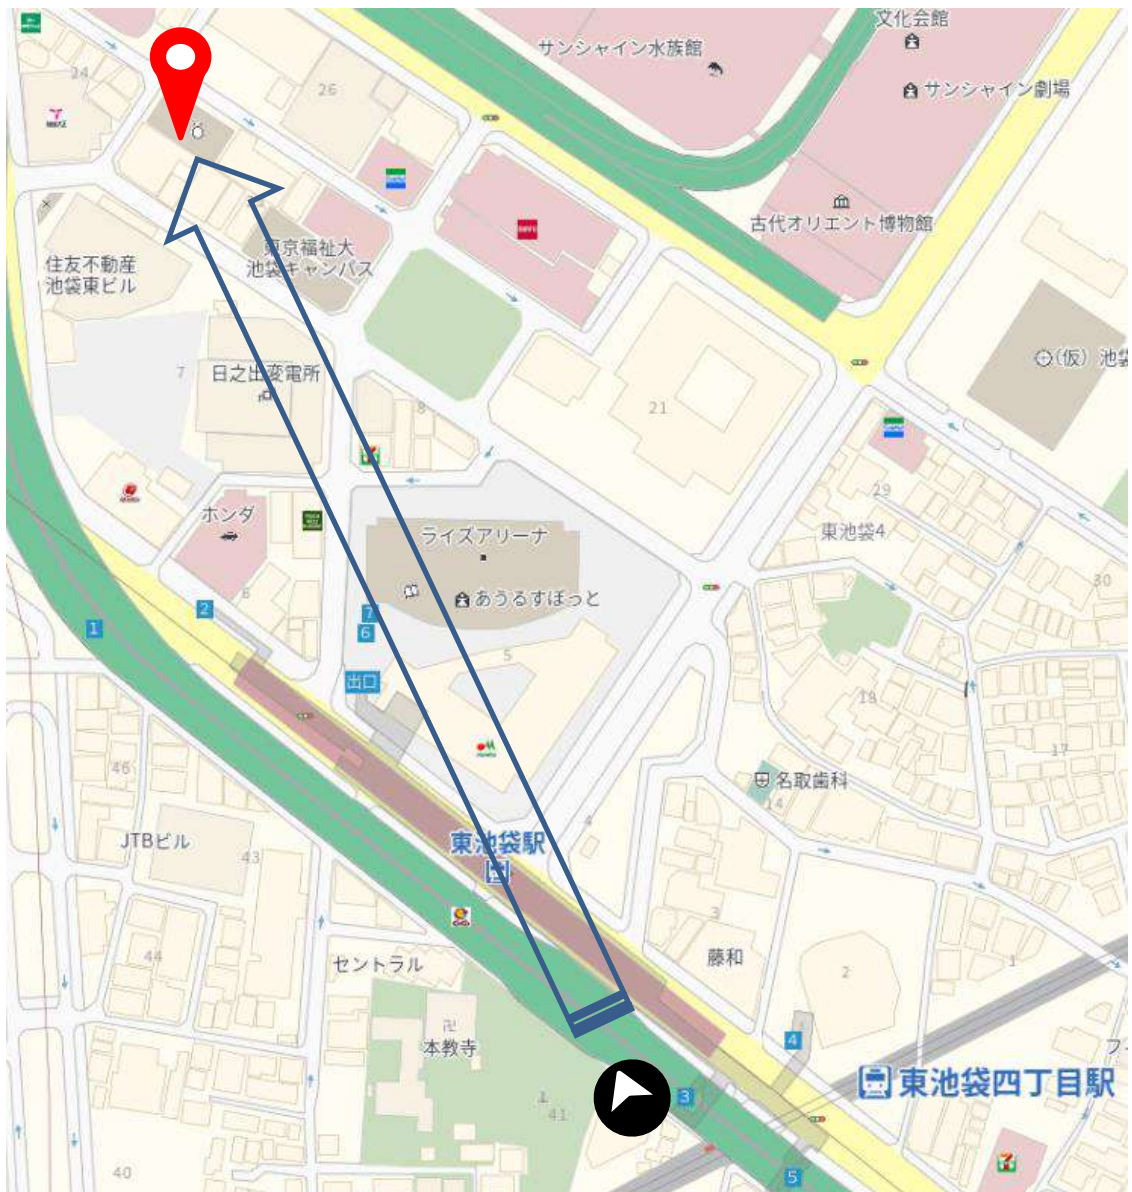 文化会館
サンシャイン水族館
サンシャイン劇場
24
26
古代オリエント博物館
東京福祉大
池袋キャンパス
住友不動産
池袋東ビル
(仮) 池袋
7
日之出変電所
8
21
29
ホンダ
ライズアリーナ
東池袋4
30
8
あうるすぽっと
2
7
1
6
5
出口
18
17
46
名取歯科
14
4
JTBビル
43
東池袋駅
3
藤和
44
セントラル
2
1
卍
本教寺
4
フ
東池袋四丁目駅
3
1
41
40
5